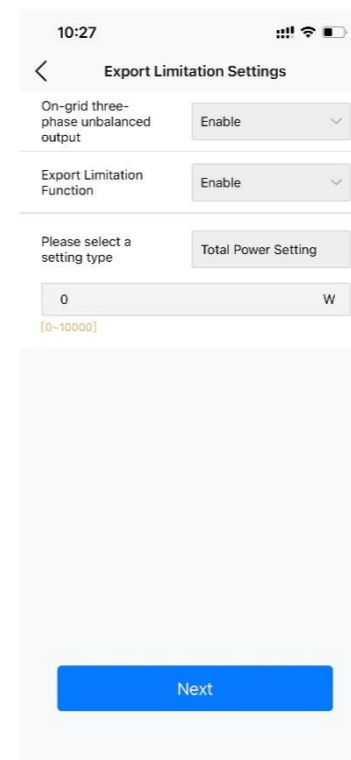 10:27
Export Limitation Settings
On-grid three-
phase unbalanced
output
Enable
Export Limitation
Function
Enable
Please select a
setting type
Total Power Setting
0
W
[0~10000]
Next